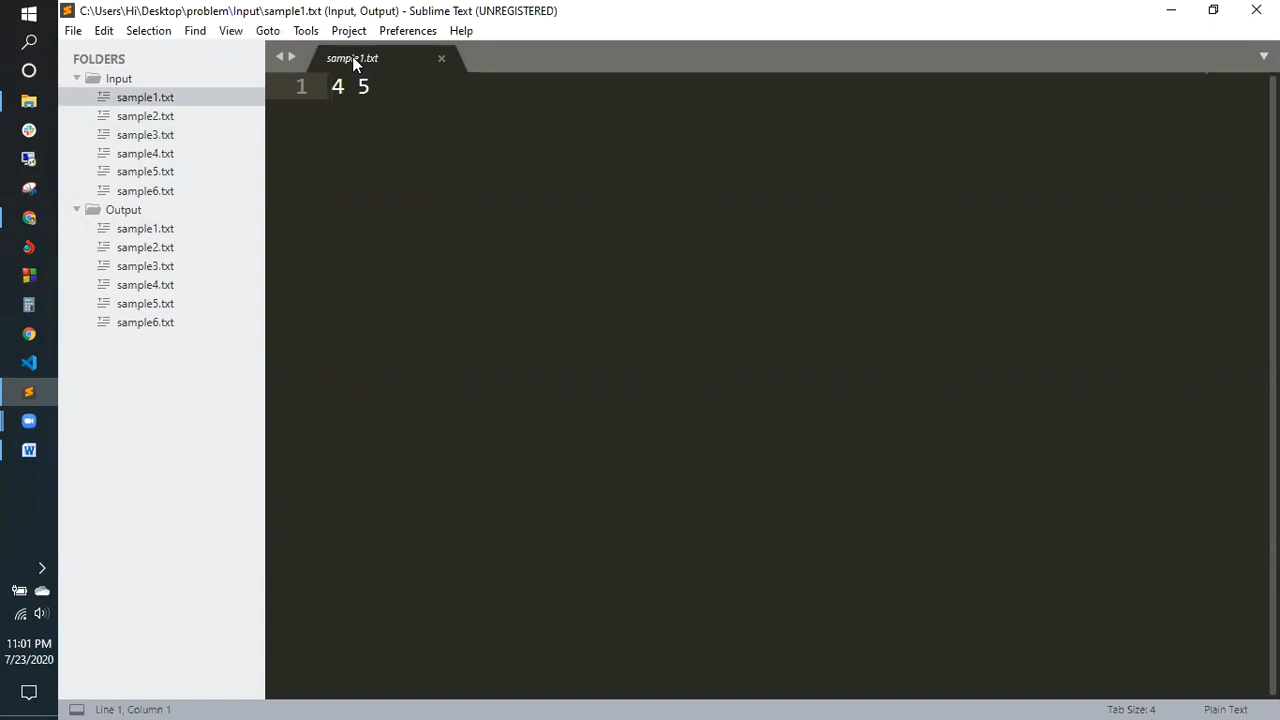 C:\Users\Hi\Desktop\problem\Input\sample1.txt (Input, Output) - Sublime Text (UNREGISTERED)
File Edit Selection Find View Goto Tools Project Preferences Help
FOLDERS
Input
sample1.txt
sample2.txt
sample3.txt
sample4.txt
sample5.txt
sample6.txt
Output
sample1.txt
sample2.txt
sample3.txt
sample4.txt
sample5.txt
sample6.txt
sample1.txt
1 4 5
11:01 PM
7/23/2020
Line 1, Column 1
Tab Size: 4
Plain Text